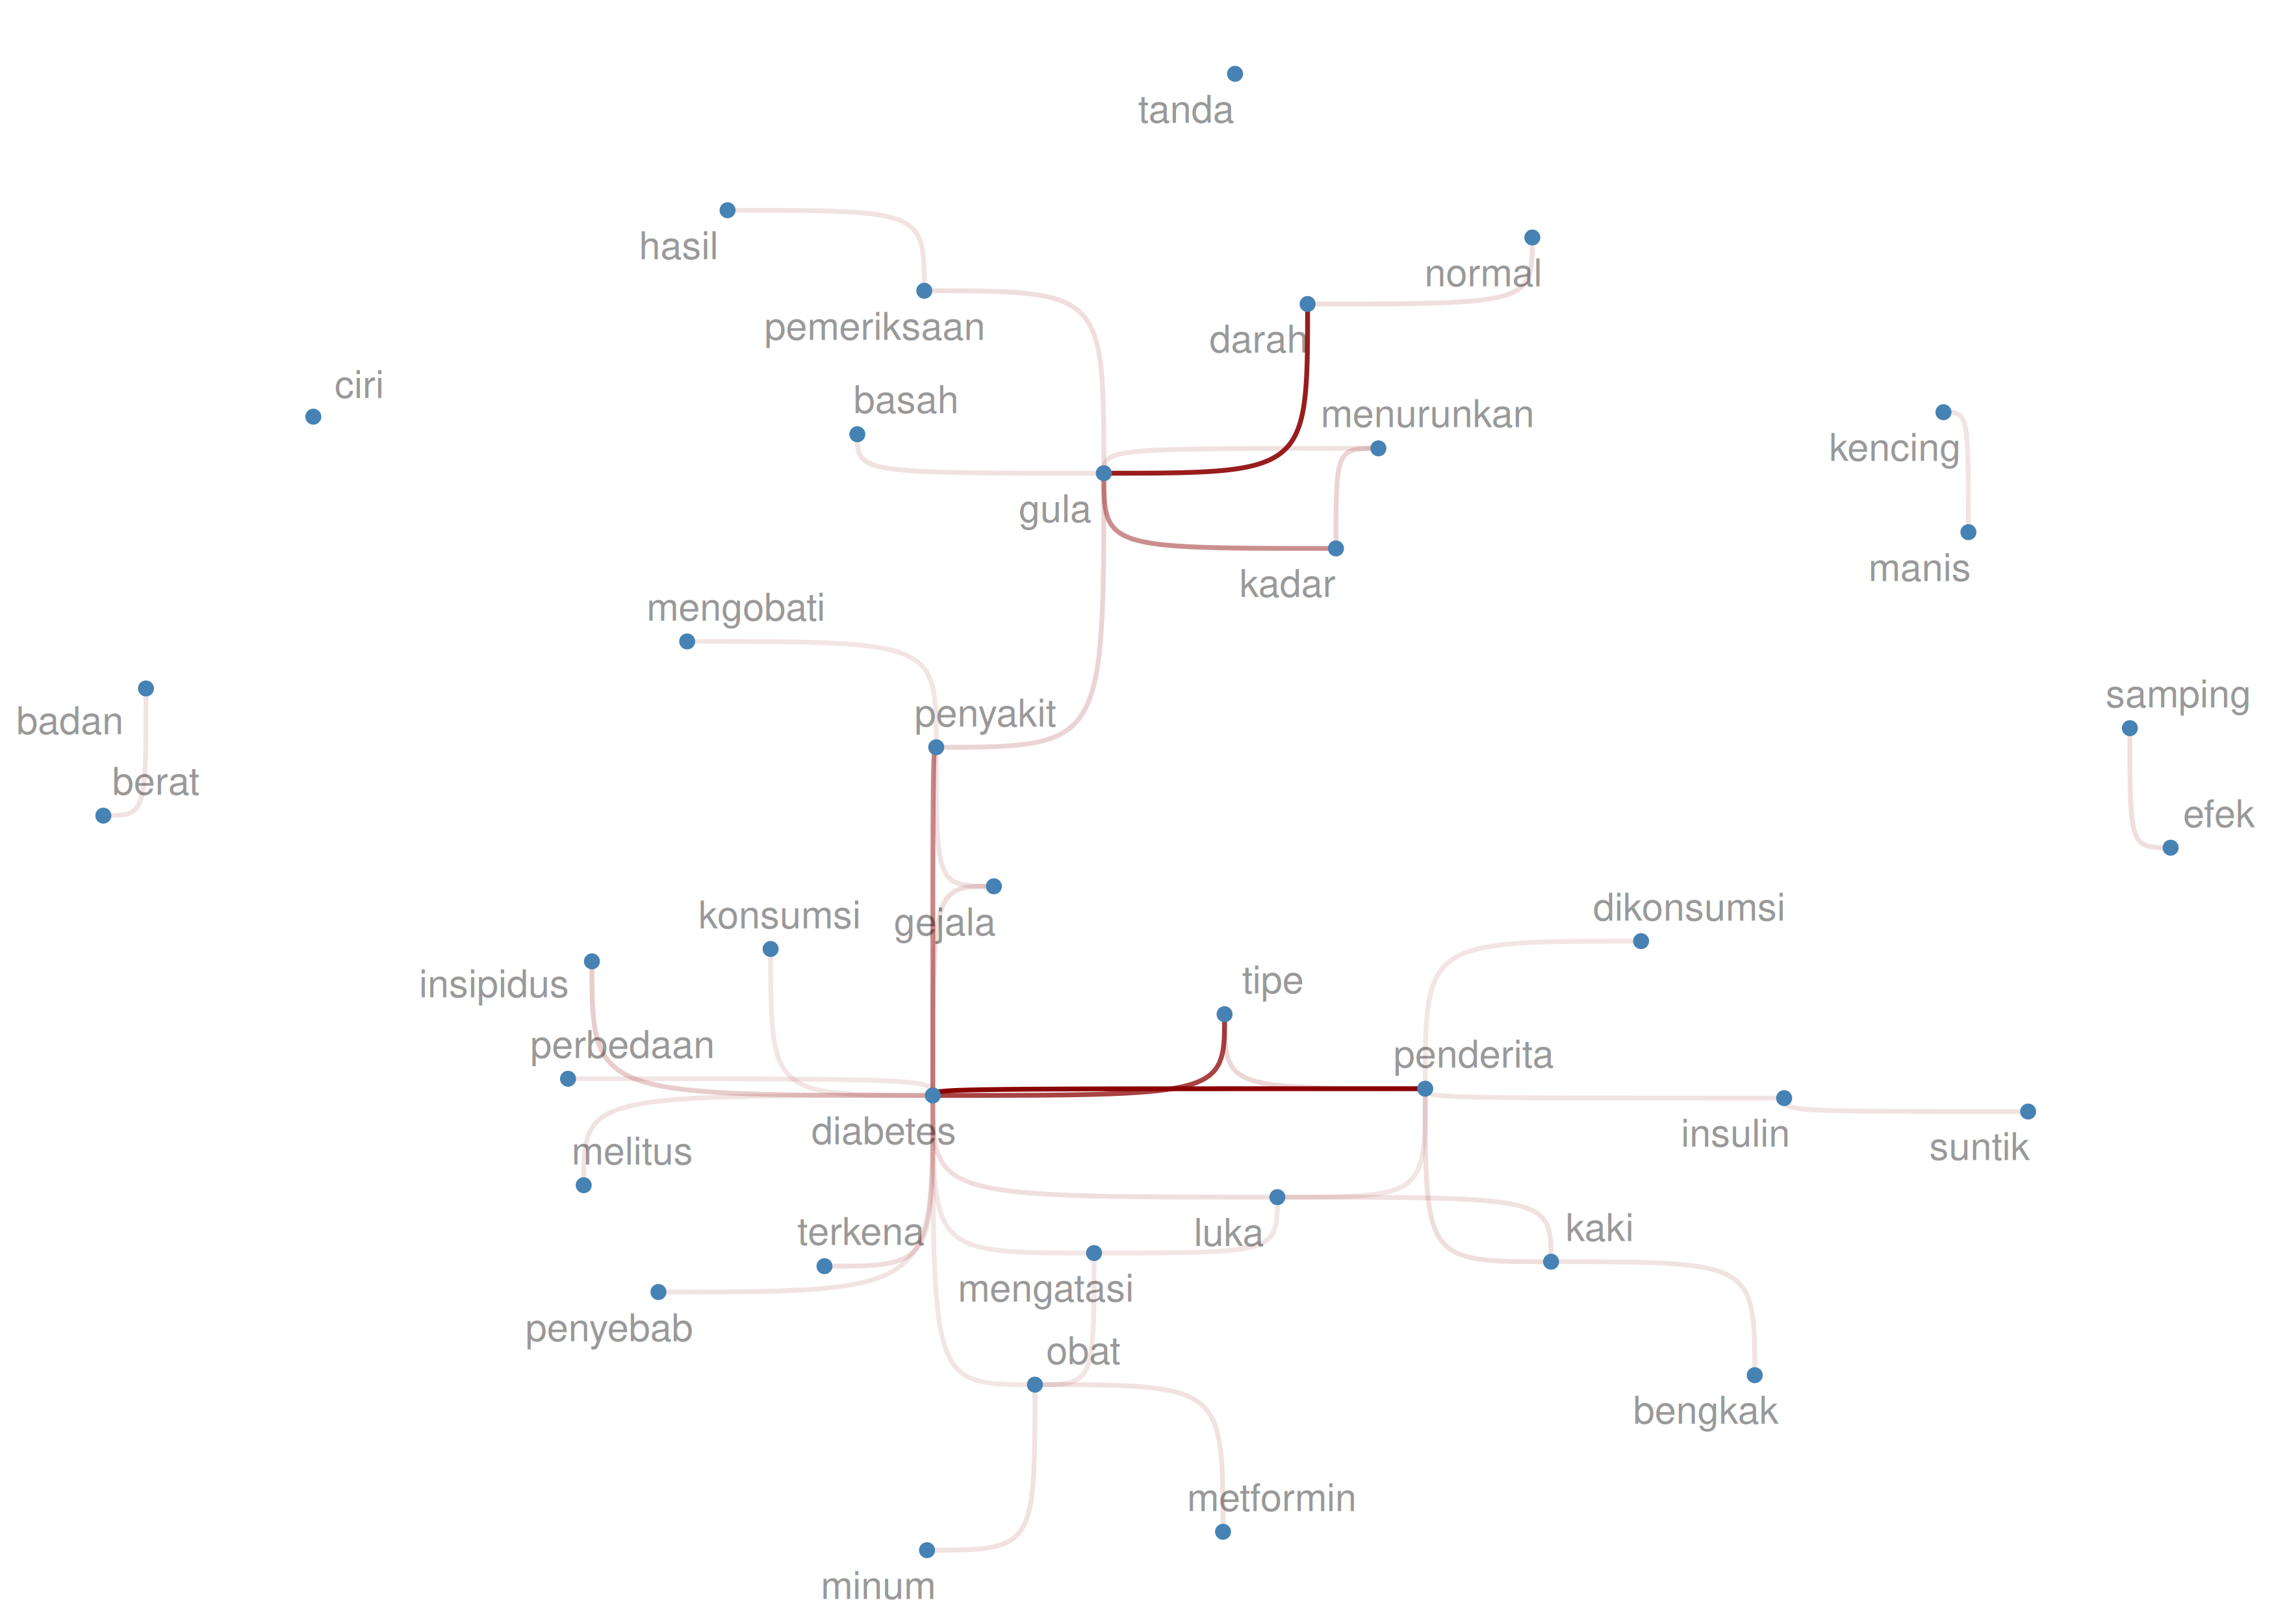 tanda
hasil
normal
pemeriksaan
darah
ciri
basah
menurunkan
kencing
gula
manis
kadar
mengobati
samping
penyakit
badan
berat
efek
dikonsumsi
konsumsi
gejala
tipe
insipidus
perbedaan
penderita
diabetes
insulin
suntik
melitus
terkena
luka
kaki
mengatasi
penyebab
obat
bengkak
metformin
minum